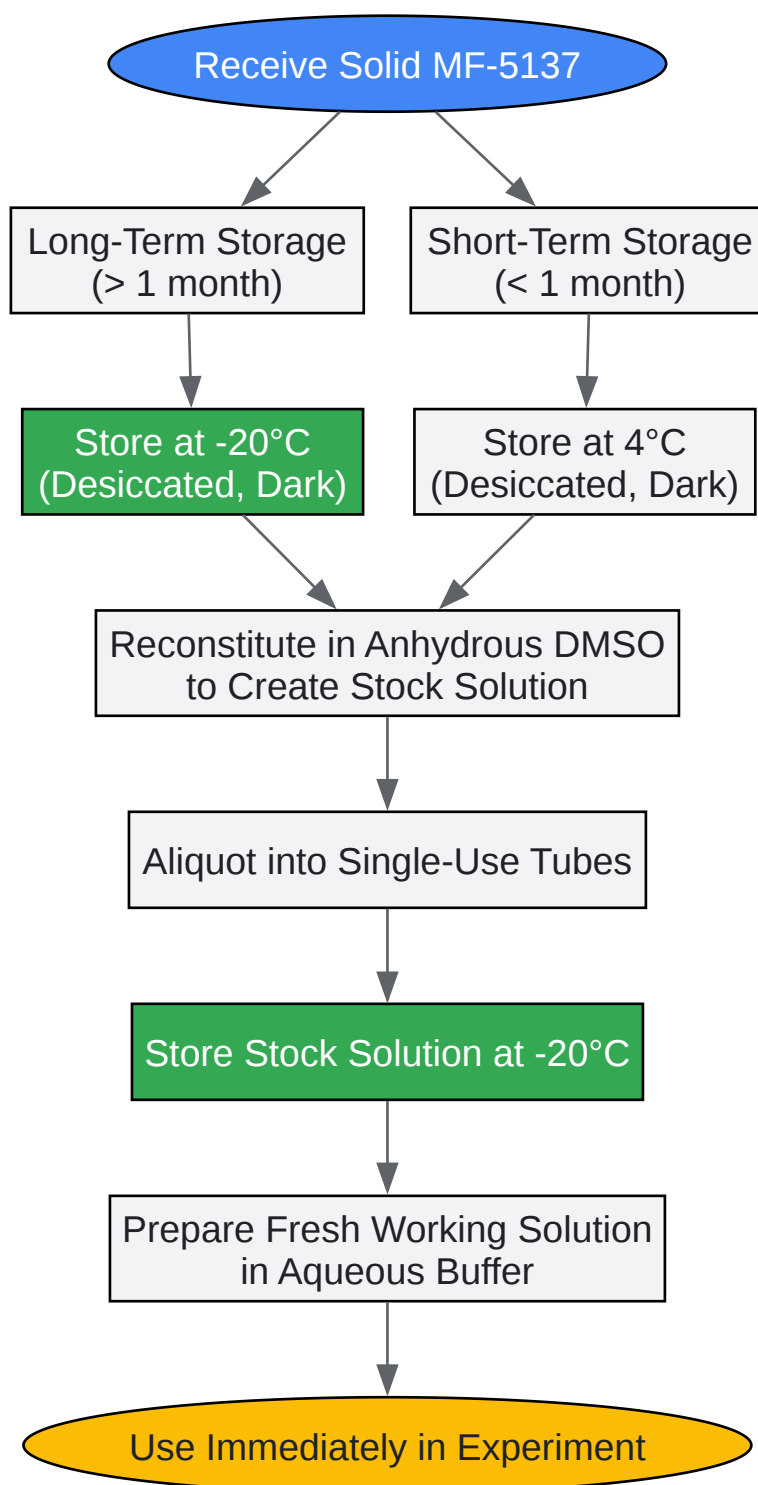 Receive Solid MF-5137
Long-Term Storage
(> 1 month)
Short-Term Storage
(< 1 month)
Store at -20°C
(Desiccated, Dark)
Store at 4°C
(Desiccated, Dark)
Reconstitute in Anhydrous DMSO
to Create Stock Solution
Aliquot into Single-Use Tubes
Store Stock Solution at -20°C
Prepare Fresh Working Solution
in Aqueous Buffer
Use Immediately in Experiment